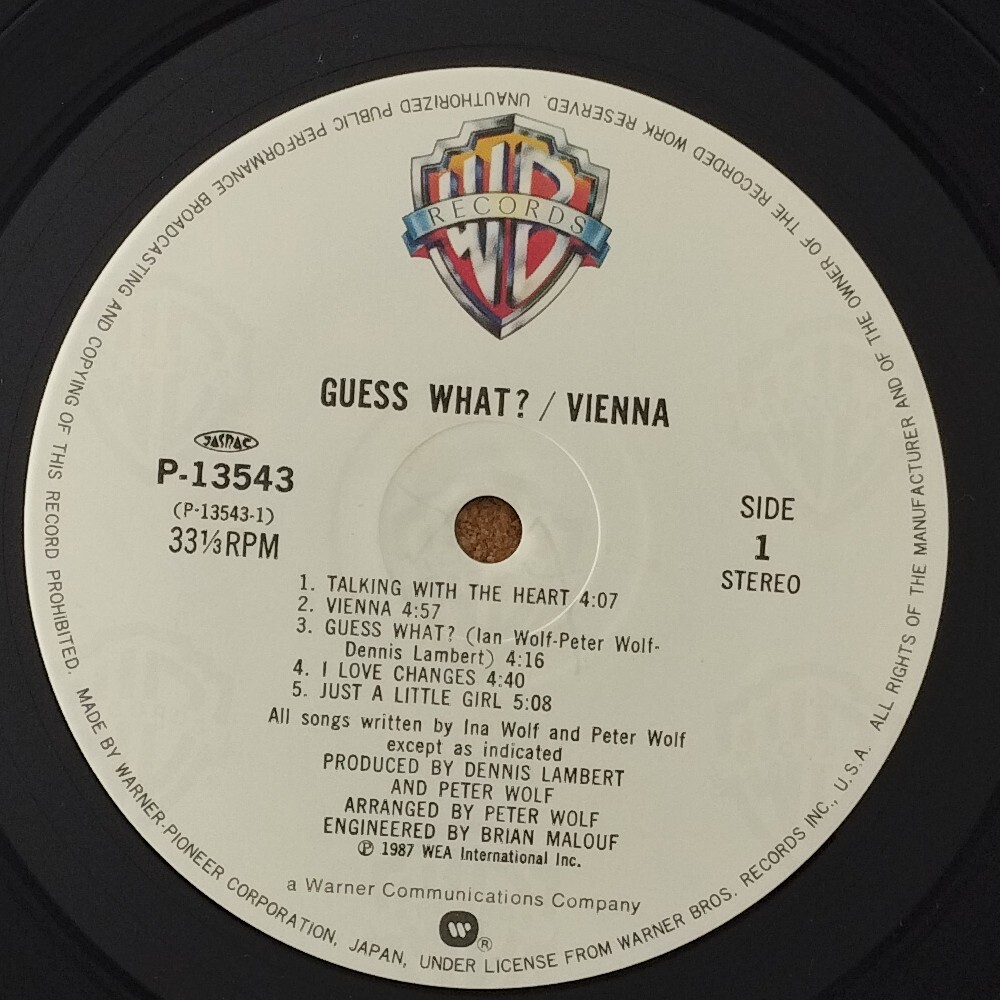 WB
RECORDS
GUESS WHAT? / VIENNA
JASRAC
P-13543
(P-13543-1)
33⅓RPM
SIDE
1
STEREO
1. TALKING WITH THE HEART 4:07
2. VIENNA 4:57
3. GUESS WHAT? (Ian Wolf-Peter Wolf-
Dennis Lambert) 4:16
4. I LOVE CHANGES 4:40
5. JUST A LITTLE GIRL 5:08
All songs written by Ina Wolf and Peter Wolf
except as indicated
PRODUCED BY DENNIS LAMBERT
AND PETER WOLF
ARRANGED BY PETER WOLF
ENGINEERED BY BRIAN MALOUF
℗ 1987 WEA International Inc.
a Warner Communications Company
W ®
MADE BY WARNER-PIONEER CORPORATION, JAPAN, UNDER LICENSE FROM WARNER BROS. RECORDS INC., U.S.A. ALL RIGHTS OF THE MANUFACTURER AND OF THE OWNER OF THE RECORDED WORK RESERVED. UNAUTHORIZED PUBLIC PERFORMANCE BROADCASTING AND COPYING OF THIS RECORD PROHIBITED.